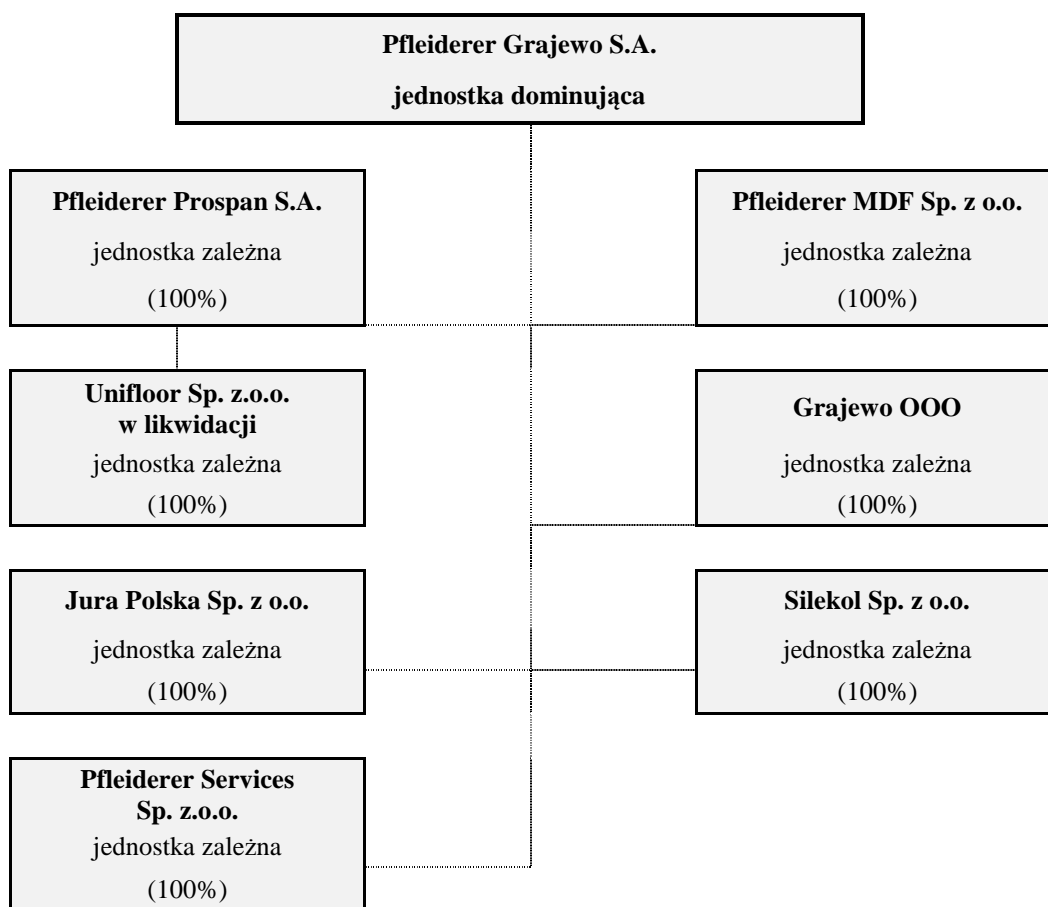 Pfleiderer Grajewo S.A.
jednostka dominująca
Pfleiderer Prospan S.A.
jednostka zależna
(100%)
Pfleiderer MDF Sp. z o.o.
jednostka zależna
(100%)
Unifloor Sp. z.o.o.
w likwidacji
jednostka zależna
(100%)
Grajewo OOO
jednostka zależna
(100%)
Jura Polska Sp. z o.o.
jednostka zależna
(100%)
Silekol Sp. z o.o.
jednostka zależna
(100%)
Pfleiderer Services
Sp. z.o.o.
jednostka zależna
(100%)